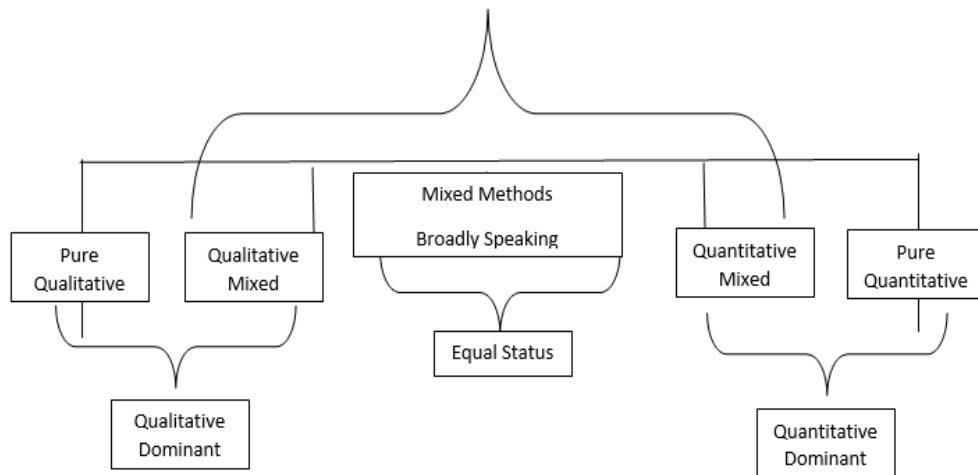 Mixed Methods
Broadly Speaking
Pure
Qualitative
Qualitative
Mixed
Quantitative
Mixed
Pure
Quantitative
Equal Status
Qualitative
Dominant
Quantitative
Dominant